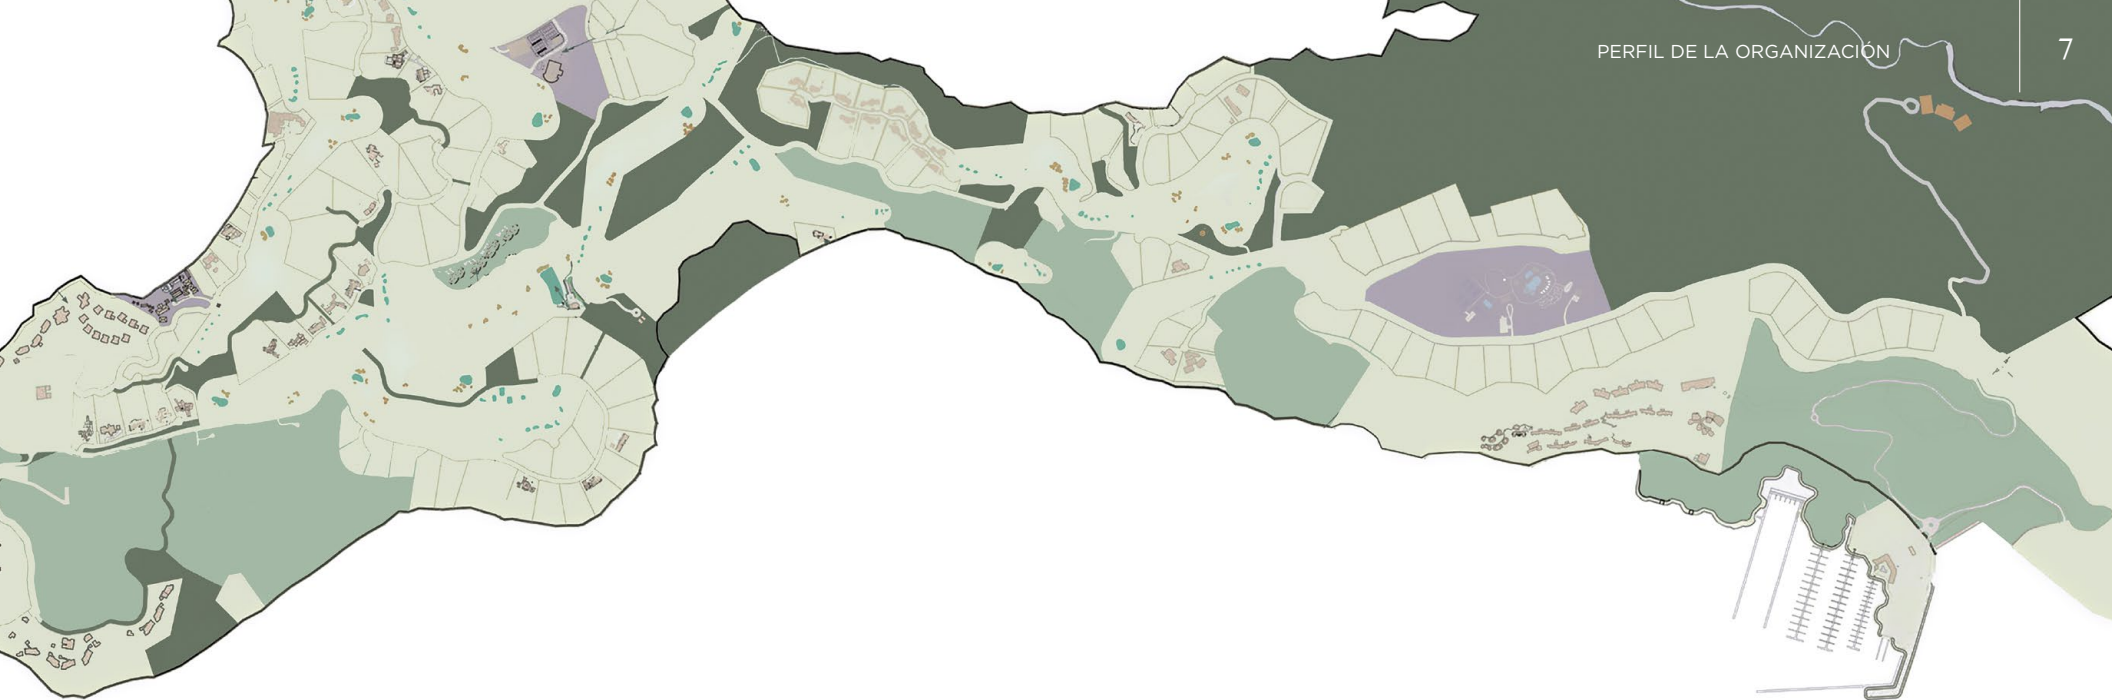 PERFIL DE LA ORGANIZACIÓN
7